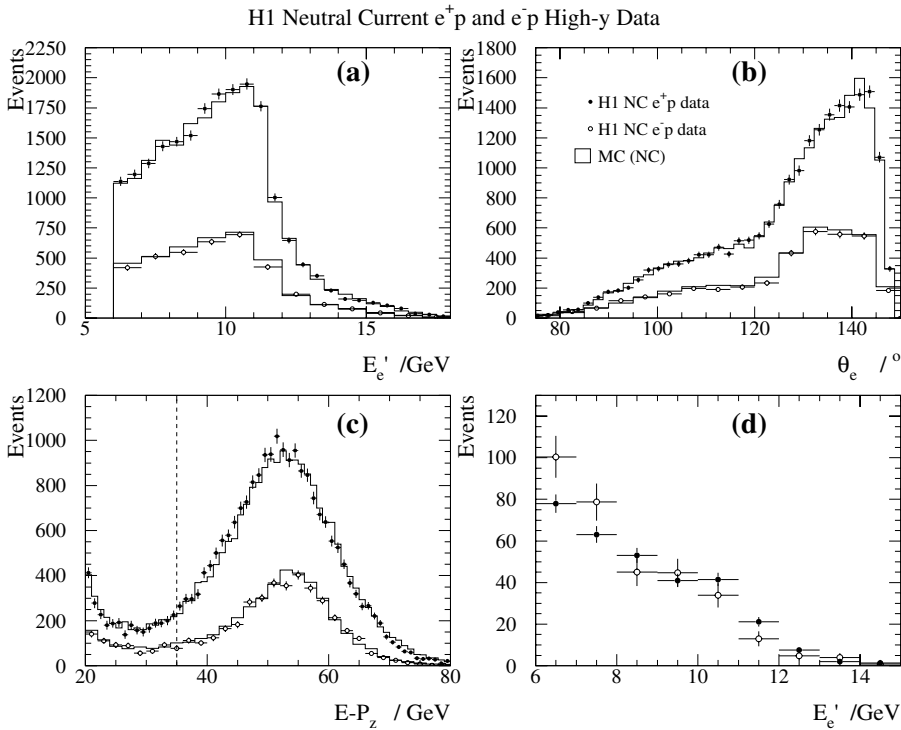 H1 Neutral Current e⁺p and e⁻p High-y Data
Events
2250
2000
1750
1500
1250
1000
750
500
250
0
(a)
5 10 15
E_e' /GeV
Events
1800
1600
1400
1200
1000
800
600
400
200
0
(b)
H1 NC e⁺p data
H1 NC e⁻p data
MC (NC)
80 100 120 140
θ_e / °
Events
1200
1000
800
600
400
200
0
(c)
20 40 60 80
E-P_z / GeV
Events
120
100
80
60
40
20
0
(d)
6 8 10 12 14
E_e' /GeV